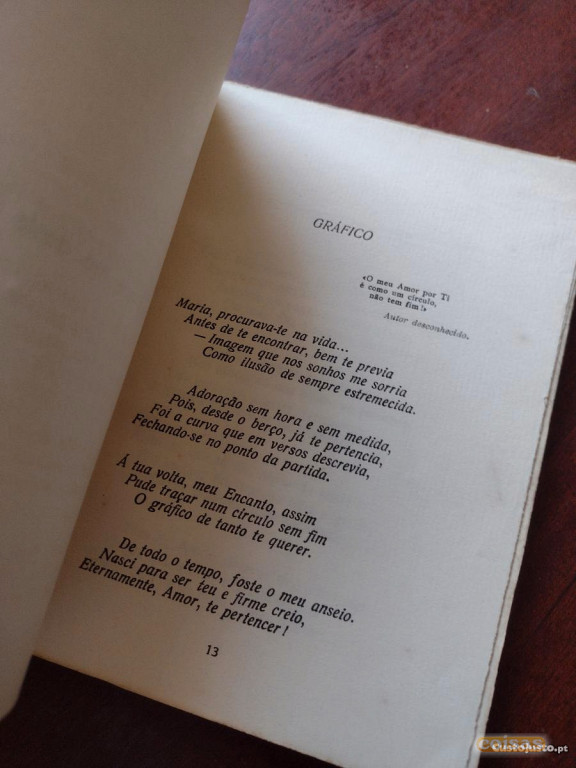 GRÁFICO
«O meu Amor por Ti
é como um círculo,
não tem fim!»
Autor desconhecido.
Maria, procurava-te na vida...
Antes de te encontrar, bem te previa
— Imagem que nos sonhos me sorria
Como ilusão de sempre estremecida.
Adoração sem hora e sem medida,
Pois, desde o berço, já te pertencia,
Foi a curva que em versos descrevia,
Fechando-se no ponto da partida.
Á tua volta, meu Encanto, assim
Pude traçar num círculo sem fim
O gráfico de tanto te querer.
De todo o tempo, foste o meu anseio.
Nasci para ser teu e firme creio,
Eternamente, Amor, te pertencer!
13
coisas
CustoJusto.pt